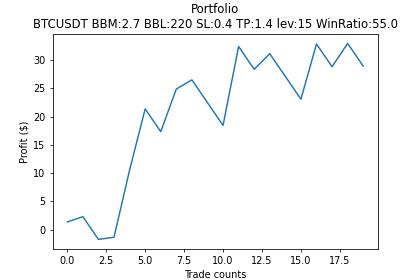 Portfolio
BTCUSDT BBM:2.7 BBL:220 SL:0.4 TP:1.4 lev:15 WinRatio:55.0
30
25
20
15
10
5
0
Profit ($)
0.0 2.5 5.0 7.5 10.0 12.5 15.0 17.5
Trade counts